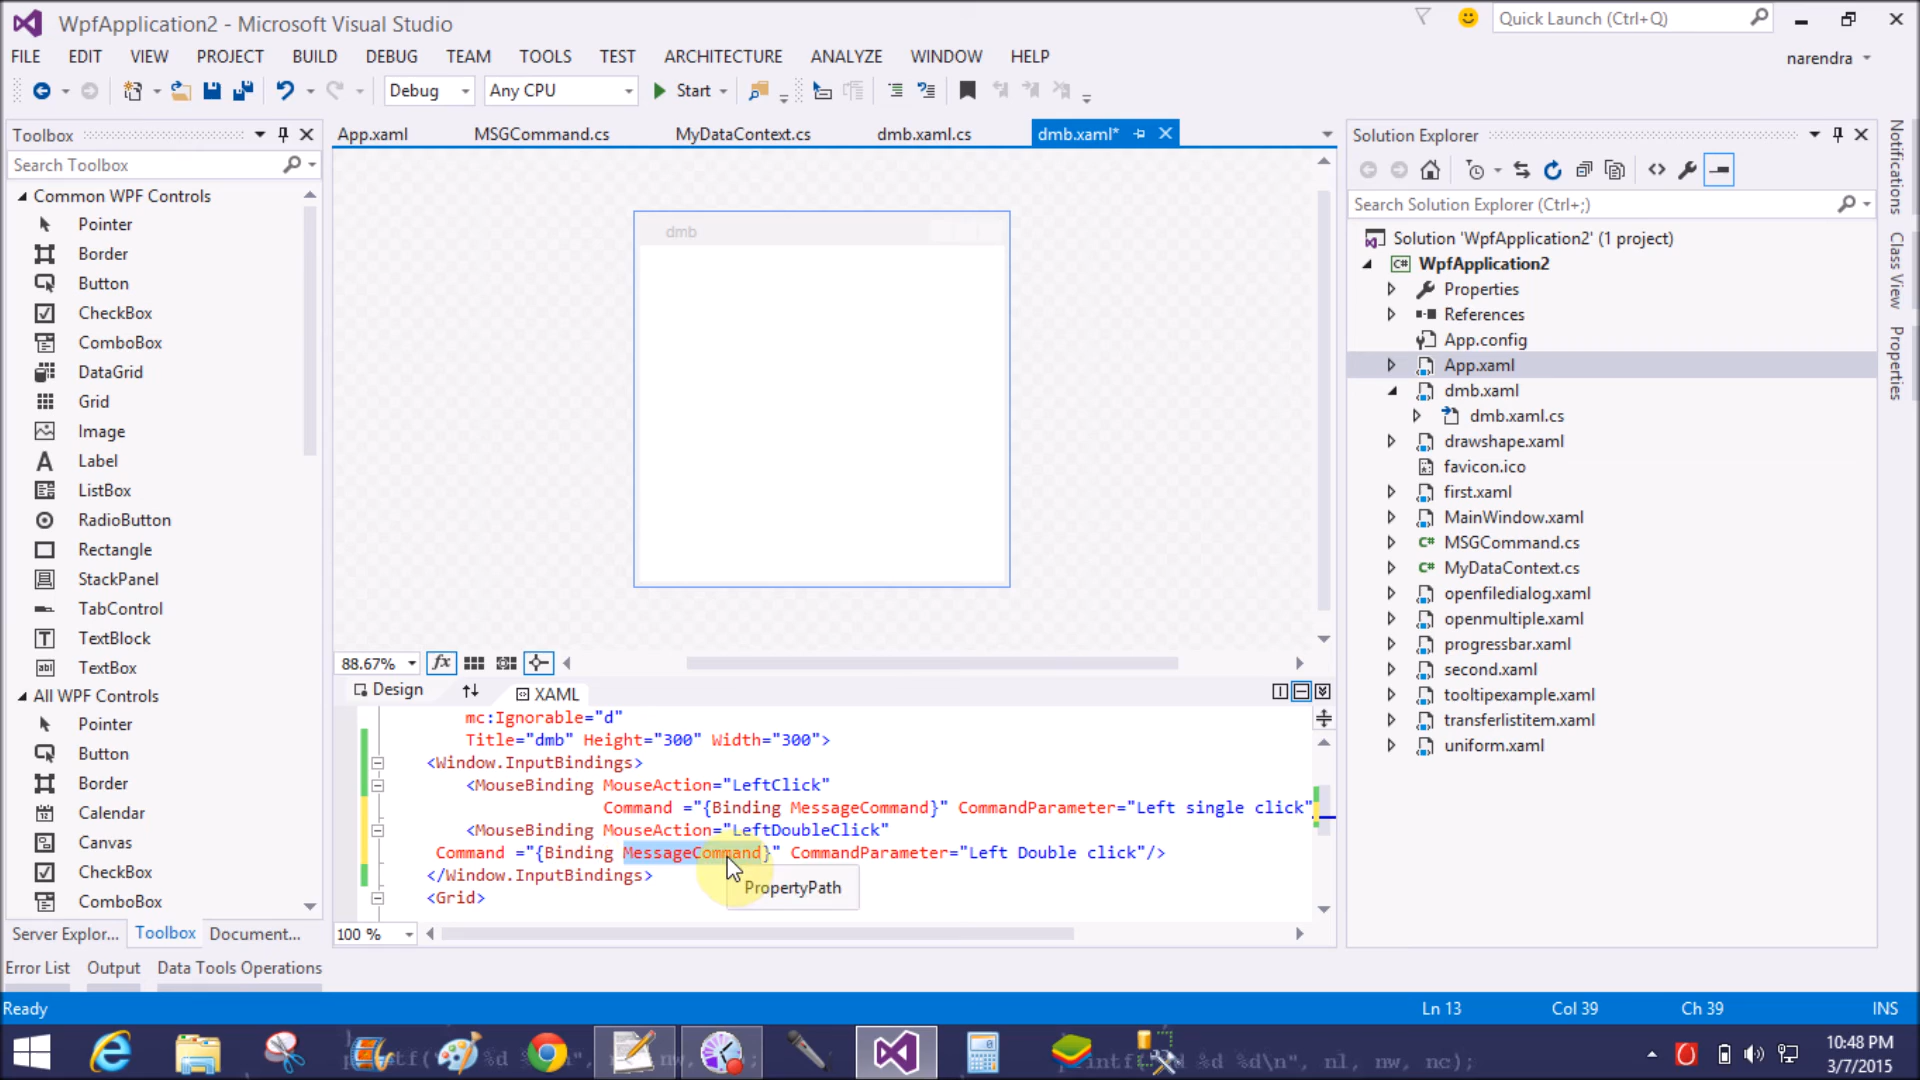 WpfApplication2 - Microsoft Visual Studio
Quick Launch (Ctrl+Q)
FILE EDIT VIEW PROJECT BUILD DEBUG TEAM TOOLS TEST ARCHITECTURE ANALYZE WINDOW HELP
narendra
Debug Any CPU Start
Toolbox
Search Toolbox
Common WPF Controls
Pointer
Border
Button
CheckBox
ComboBox
DataGrid
Grid
Image
Label
ListBox
RadioButton
Rectangle
StackPanel
TabControl
TextBlock
TextBox
All WPF Controls
Pointer
Button
Border
Calendar
Canvas
CheckBox
ComboBox
Server Explor... Toolbox Document...
App.xaml MSGCommand.cs MyDataContext.cs dmb.xaml.cs dmb.xaml*
dmb
88.67%
Design XAML
mc:Ignorable="d"
Title="dmb" Height="300" Width="300">
<Window.InputBindings>
<MouseBinding MouseAction="LeftClick"
Command ="{Binding MessageCommand}" CommandParameter="Left single click"
<MouseBinding MouseAction="LeftDoubleClick"
Command ="{Binding MessageCommand}" CommandParameter="Left Double click"/>
</Window.InputBindings>
PropertyPath
<Grid>
100 %
Solution Explorer
Search Solution Explorer (Ctrl+;)
Solution 'WpfApplication2' (1 project)
WpfApplication2
Properties
References
App.config
App.xaml
dmb.xaml
dmb.xaml.cs
drawshape.xaml
favicon.ico
first.xaml
MainWindow.xaml
MSGCommand.cs
MyDataContext.cs
openfiledialog.xaml
openmultiple.xaml
progressbar.xaml
second.xaml
tooltipexample.xaml
transferlistitem.xaml
uniform.xaml
Notifications
Class View
Properties
Error List Output Data Tools Operations
Ready Ln 13 Col 39 Ch 39 INS
10:48 PM
3/7/2015